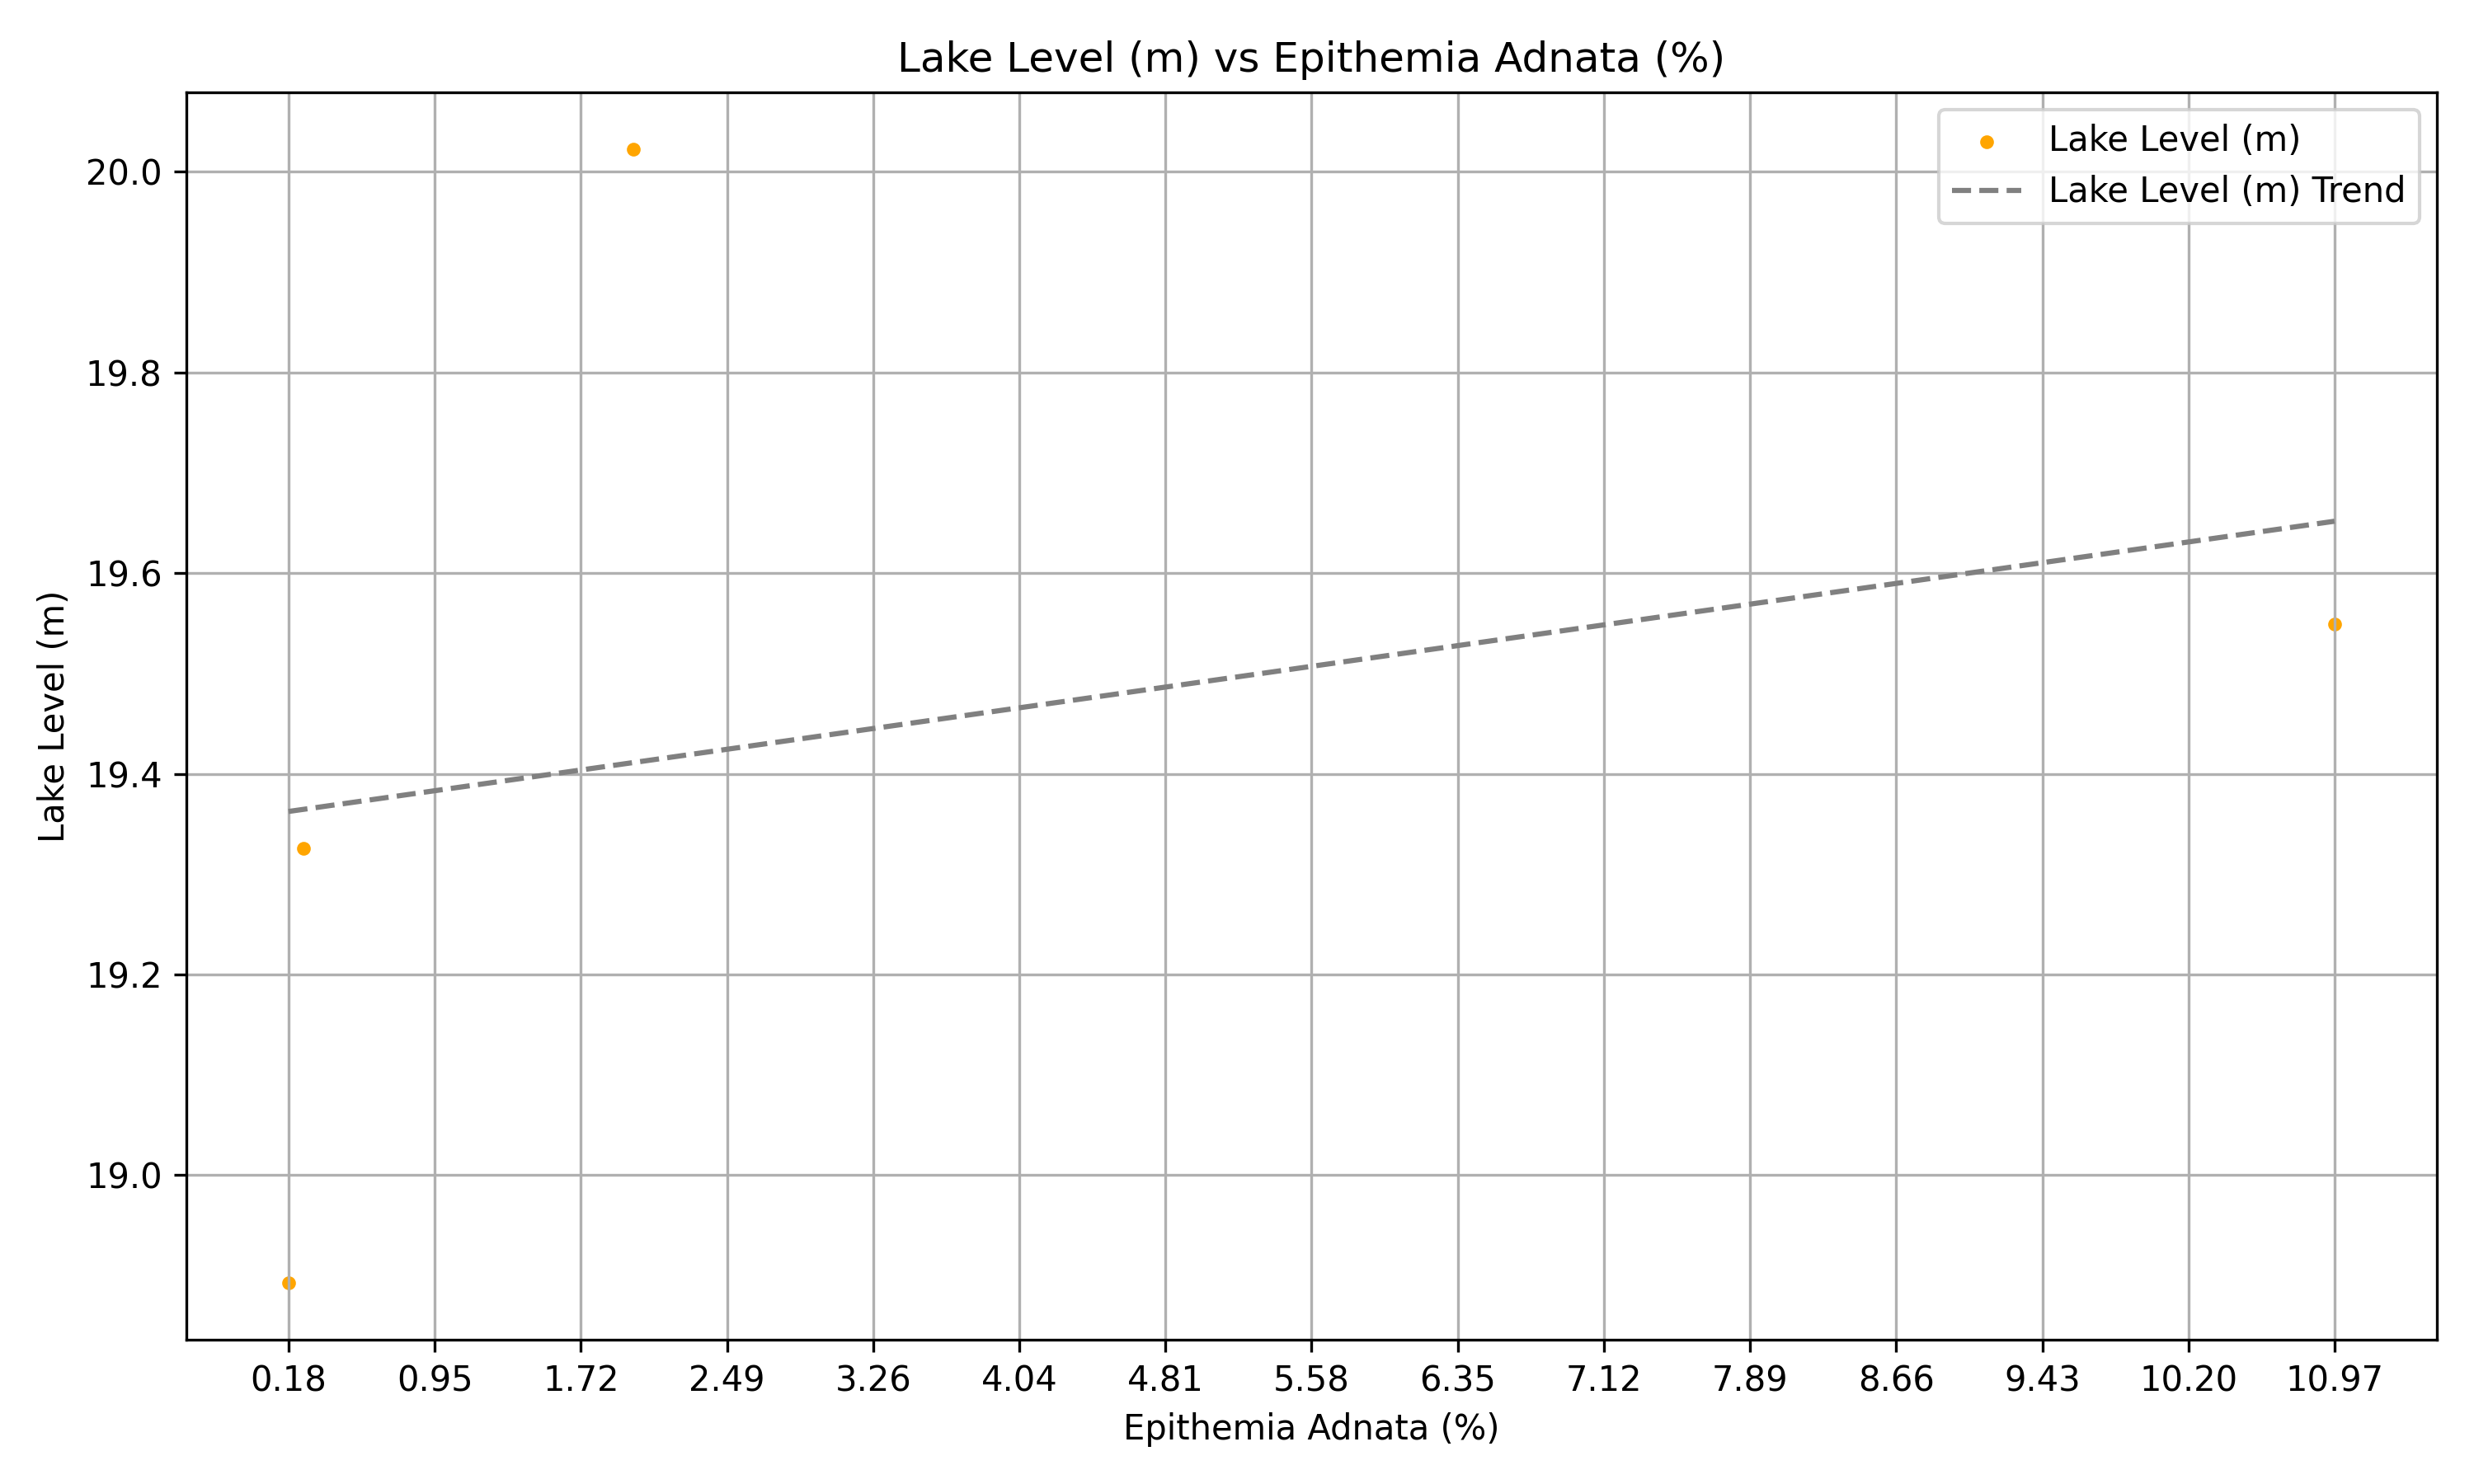 Lake Level (m) vs Epithemia Adnata (%)
Lake Level (m)
Lake Level (m) Trend
20.0
19.8
19.6
19.4
19.2
19.0
Lake Level (m)
0.18 0.95 1.72 2.49 3.26 4.04 4.81 5.58 6.35 7.12 7.89 8.66 9.43 10.20 10.97
Epithemia Adnata (%)